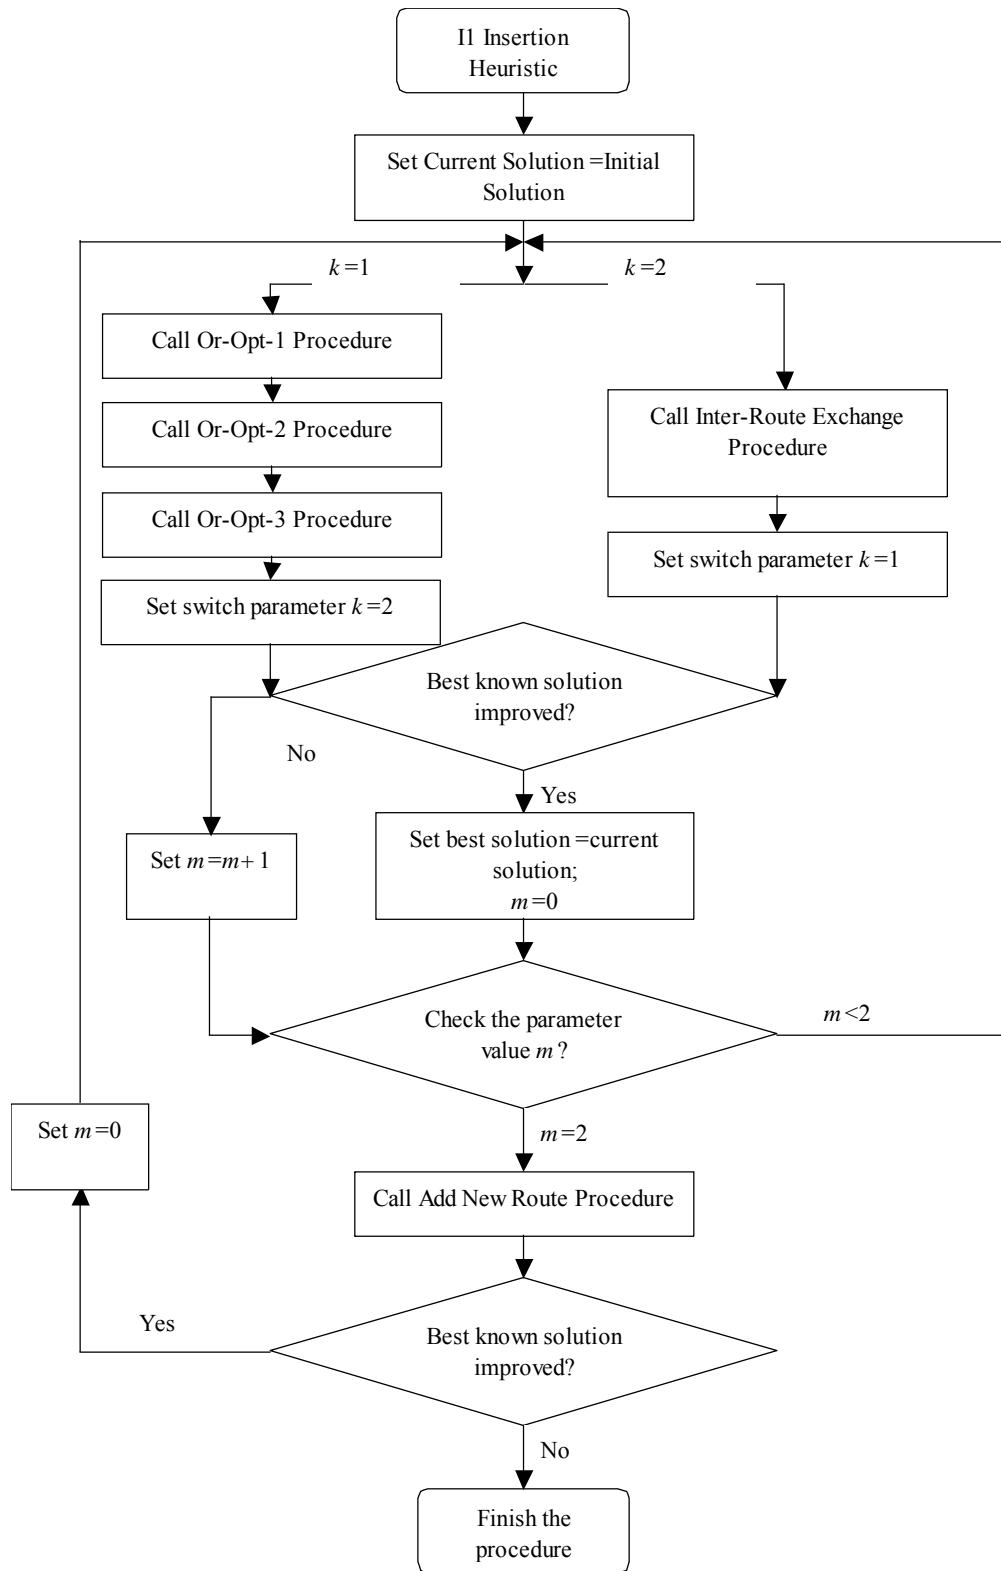 I1 Insertion
Heuristic
Set Current Solution =Initial
Solution
k=1
k=2
Call Or-Opt-1 Procedure
Call Or-Opt-2 Procedure
Call Or-Opt-3 Procedure
Set switch parameter k=2
Call Inter-Route Exchange
Procedure
Set switch parameter k=1
Best known solution
improved?
No
Yes
Set m=m+1
Set best solution =current
solution;
m=0
Check the parameter
value m?
m<2
Set m=0
m=2
Call Add New Route Procedure
Yes
Best known solution
improved?
No
Finish the
procedure